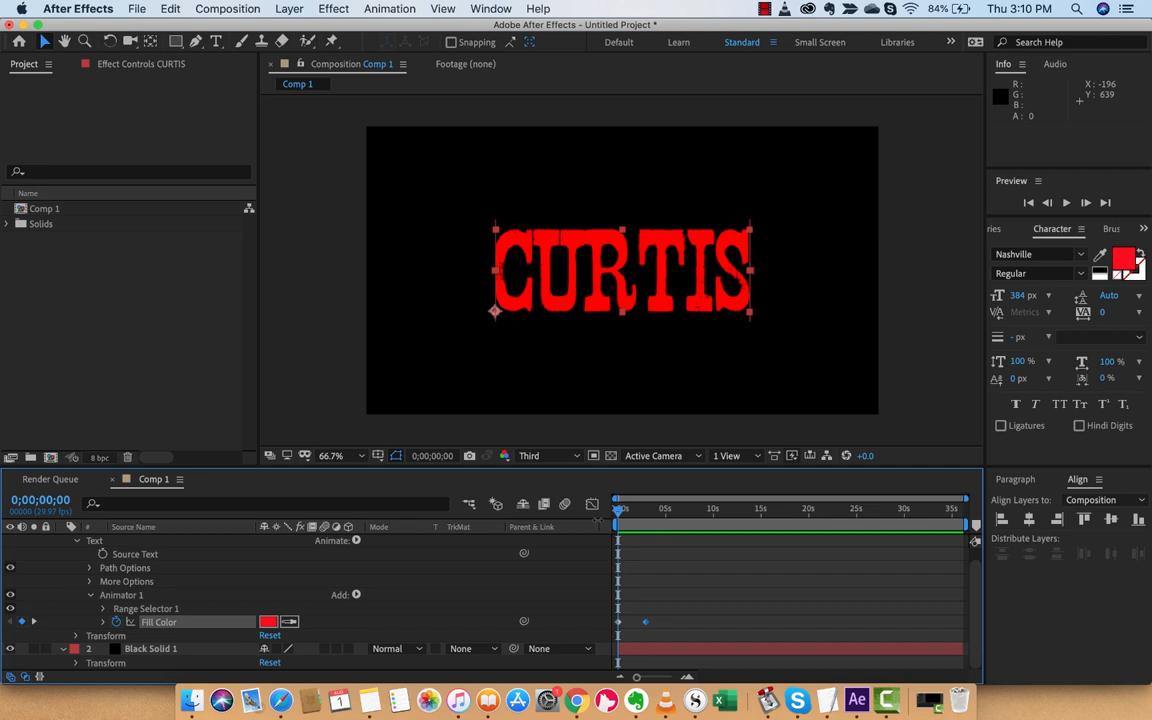 After Effects File Edit Composition Layer Effect Animation View Window Help 84% Thu 3:10 PM
Adobe After Effects - Untitled Project *
Snapping Default Learn Standard Small Screen Libraries Search Help
Project Effect Controls CURTIS Composition Comp 1 Footage (none) Info Audio
Comp 1
R : X : -196
G : Y : 639
B :
A : 0
Preview
Name
Comp 1
Solids
ries Character Brus
Nashville
Regular
384 px Auto
Metrics 0
- px
100 % 100 %
0 px 0 %
T T TT Tт T¹ T₁
Ligatures Hindi Digits
CURTIS
8 bpc 66.7% 0;00;00;00 Third Active Camera 1 View +0.0
Render Queue Comp 1 Paragraph Align
0;00;00;00
00000 (29.97 fps)
Align Layers to: Composition
Distribute Layers:
05s 10s 15s 20s 25s 30s 35s
# Source Name Mode T TrkMat Parent & Link
Text Animate:
Source Text
Path Options
More Options
Animator 1 Add:
Range Selector 1
Fill Color
Transform Reset
2 Black Solid 1 Normal None None
Transform Reset